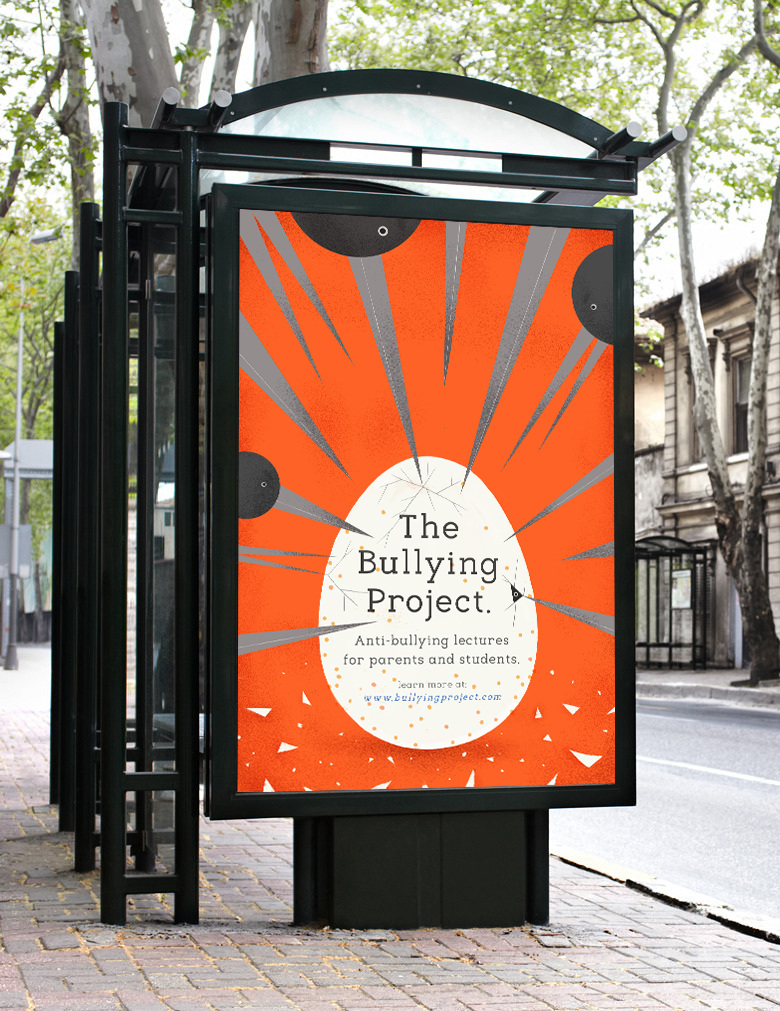 The
Bullying
Project.
Anti-bullying lectures
for parents and students.
learn more at:
www.bullyingproject.com